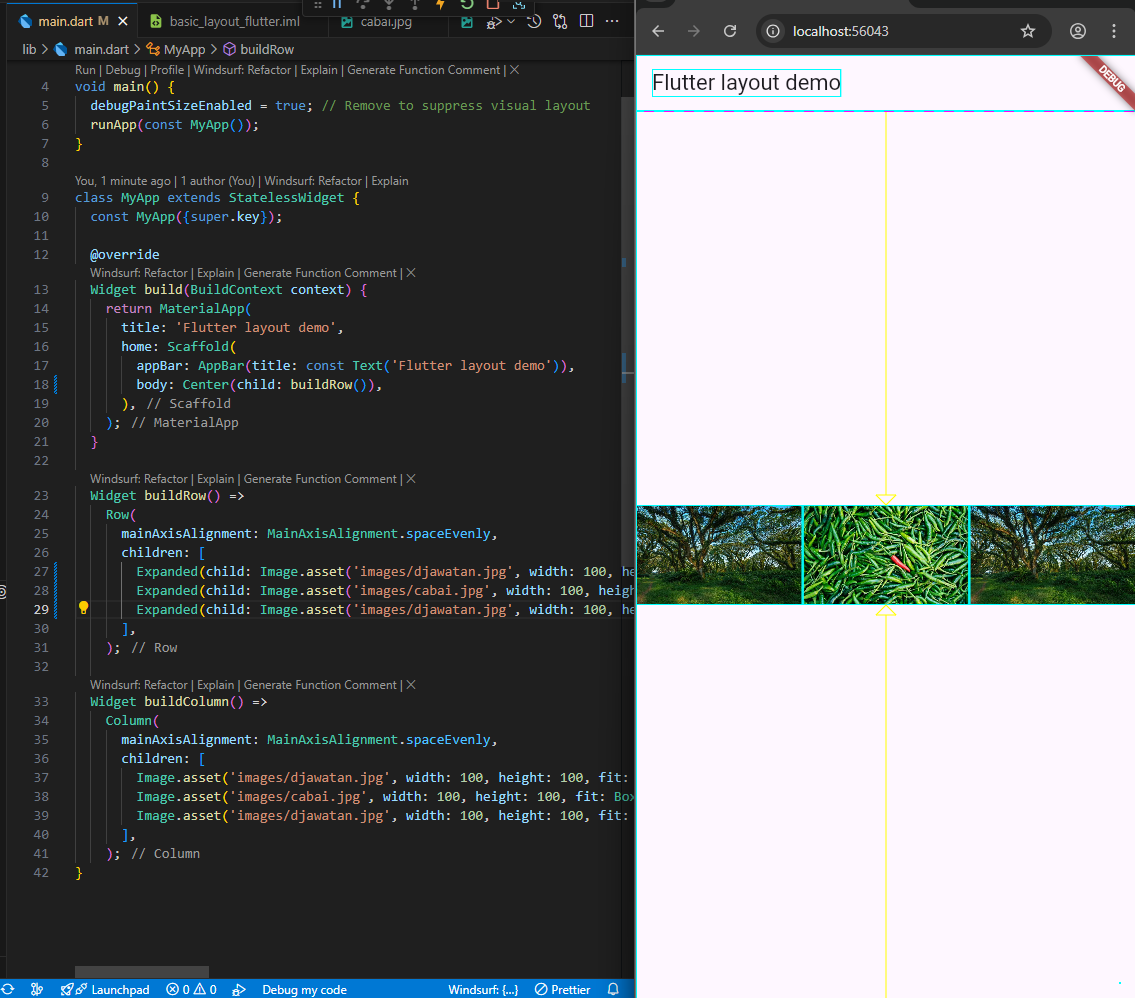 main.dart M
basic_layout_flutter.iml
cabai.jpg
lib > main.dart > MyApp > buildRow
Run | Debug | Profile | Windsurf: Refactor | Explain | Generate Function Comment | X
4 void main() {
5 debugPaintSizeEnabled = true; // Remove to suppress visual layout
6 runApp(const MyApp());
7 }
8
You, 1 minute ago | 1 author (You) | Windsurf: Refactor | Explain
9 class MyApp extends StatelessWidget {
10 const MyApp({super.key});
11
12 @override
Windsurf: Refactor | Explain | Generate Function Comment | X
13 Widget build(BuildContext context) {
14 return MaterialApp(
15 title: 'Flutter layout demo',
16 home: Scaffold(
17 appBar: AppBar(title: const Text('Flutter layout demo')),
18 body: Center(child: buildRow()),
19 ), // Scaffold
20 ); // MaterialApp
21 }
22
Windsurf: Refactor | Explain | Generate Function Comment | X
23 Widget buildRow() =>
24 Row(
25 mainAxisAlignment: MainAxisAlignment.spaceEvenly,
26 children: [
27 Expanded(child: Image.asset('images/djawatan.jpg', width: 100, he
28 Expanded(child: Image.asset('images/cabai.jpg', width: 100, heigh
29 Expanded(child: Image.asset('images/djawatan.jpg', width: 100, he
30 ],
31 ); // Row
32
Windsurf: Refactor | Explain | Generate Function Comment | X
33 Widget buildColumn() =>
34 Column(
35 mainAxisAlignment: MainAxisAlignment.spaceEvenly,
36 children: [
37 Image.asset('images/djawatan.jpg', width: 100, height: 100, fit:
38 Image.asset('images/cabai.jpg', width: 100, height: 100, fit: Box
39 Image.asset('images/djawatan.jpg', width: 100, height: 100, fit:
40 ],
41 ); // Column
42 }
Launchpad 0 0 Debug my code Windsurf: {...} Prettier
localhost:56043
Flutter layout demo
DEBUG